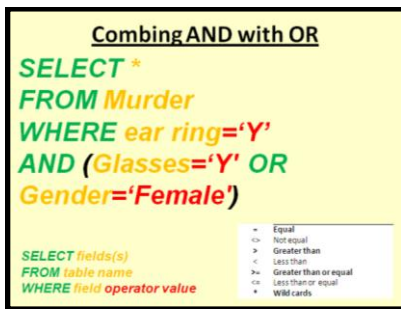 Combing AND with OR
SELECT *
FROM Murder
WHERE ear ring=‘Y’
AND (Glasses=‘Y' OR
Gender=‘Female')
SELECT fields(s)
FROM table name
WHERE field operator value
= Equal
<> Not equal
> Greater than
< Less than
>= Greater than or equal
<= Less than or equal
* Wild cards